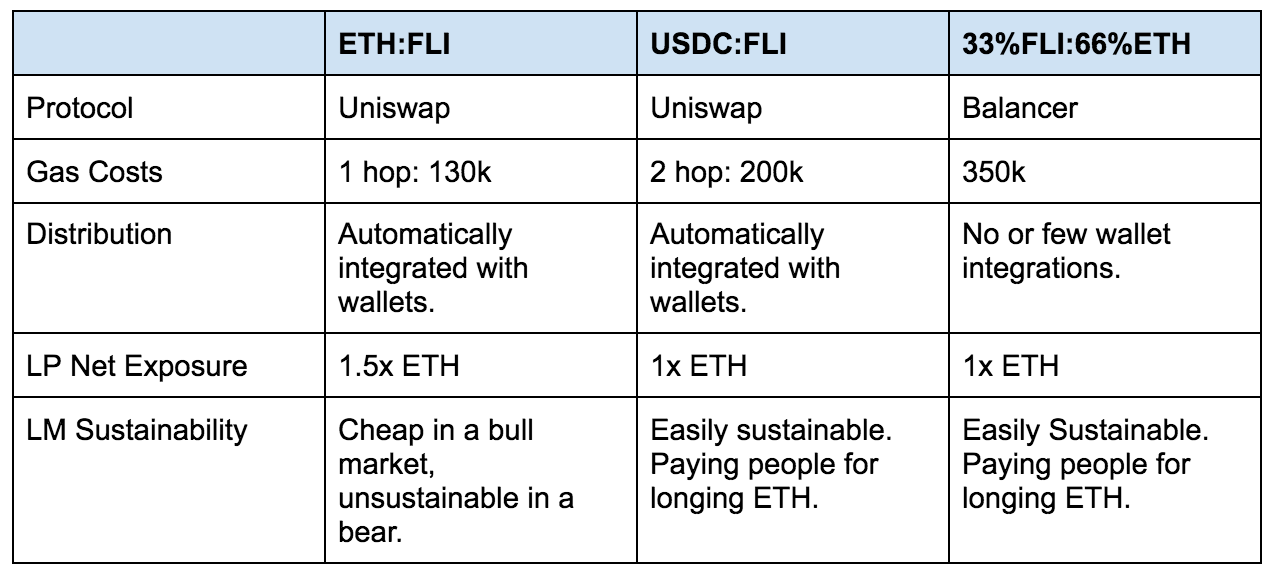 ETH:FLI USDC:FLI 33%FLI:66%ETH
Protocol Uniswap Uniswap Balancer
Gas Costs 1 hop: 130k 2 hop: 200k 350k
Distribution Automatically Automatically No or few wallet
integrated with integrated with integrations.
wallets. wallets.
LP Net Exposure 1.5x ETH 1x ETH 1x ETH
LM Sustainability Cheap in a bull Easily sustainable. Easily Sustainable.
market, Paying people for Paying people for
unsustainable in a longing ETH. longing ETH.
bear.